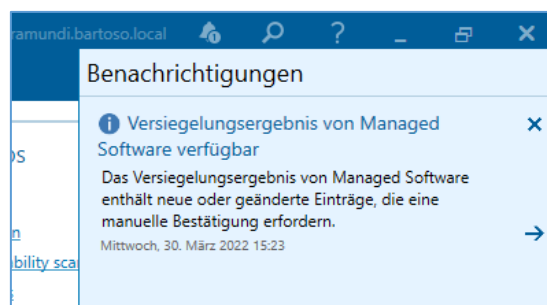 ramundi.bartoso.local
?
Benachrichtigungen
Versiegelungsergebnis von Managed
Software verfügbar
Das Versiegelungsergebnis von Managed Software
enthält neue oder geänderte Einträge, die eine
manuelle Bestätigung erfordern.
Mittwoch, 30. März 2022 15:23
bility sca